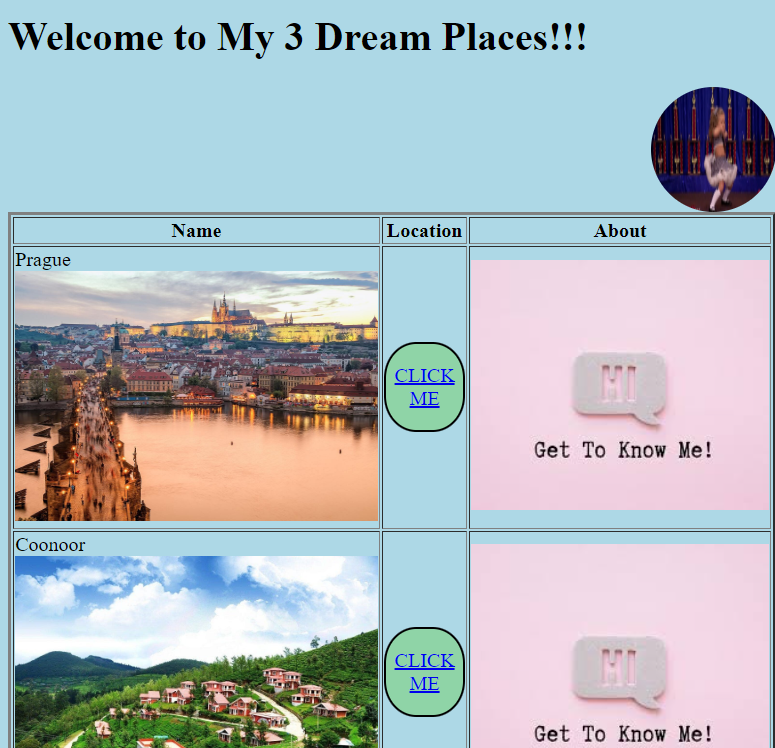 Welcome to My 3 Dream Places!!!
Name Location About
Prague
CLICK
ME
HI
Get To Know Me!
Coonoor
CLICK
ME
HI
Get To Know Me!